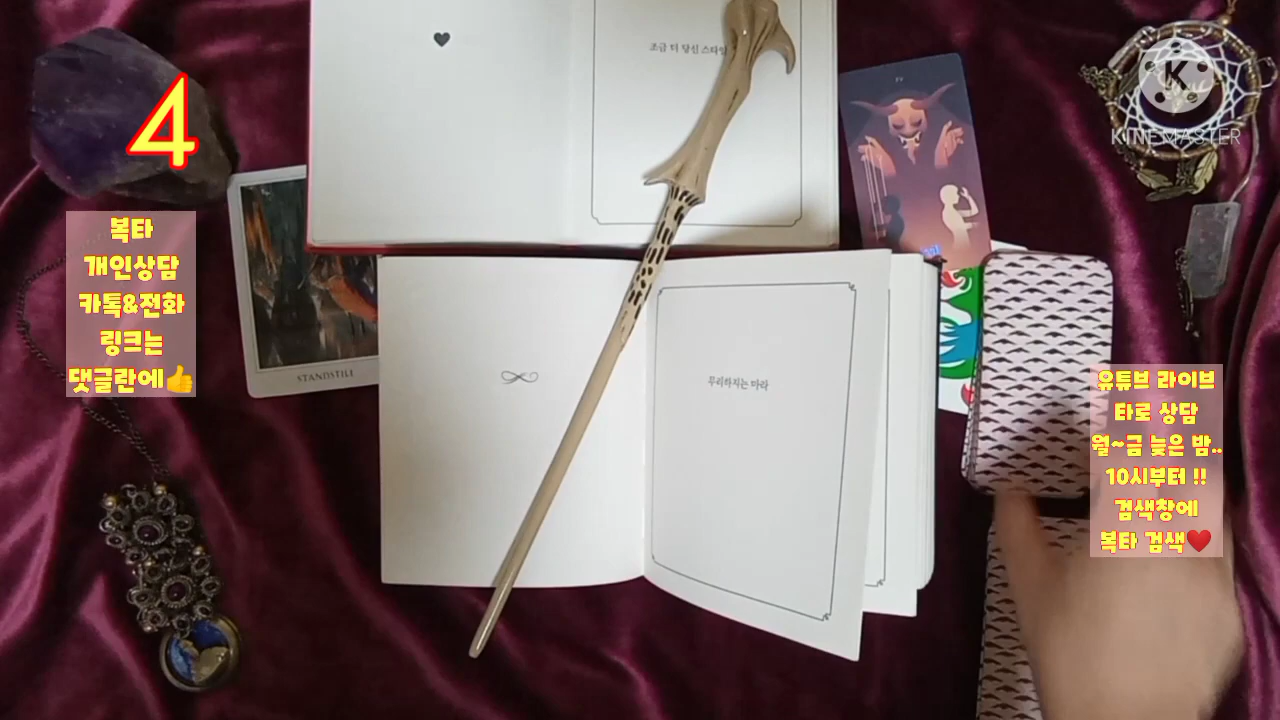 4
복타
개인상담
카톡&전화
링크는
댓글란에👍
조금 더 당신 스타일
IV
KINEMASTER
STANDSTILL
무리하지는 마라
유튜브 라이브
타로 상담
월~금 늦은 밤..
10시부터 !!
검색창에
복타 검색❤️